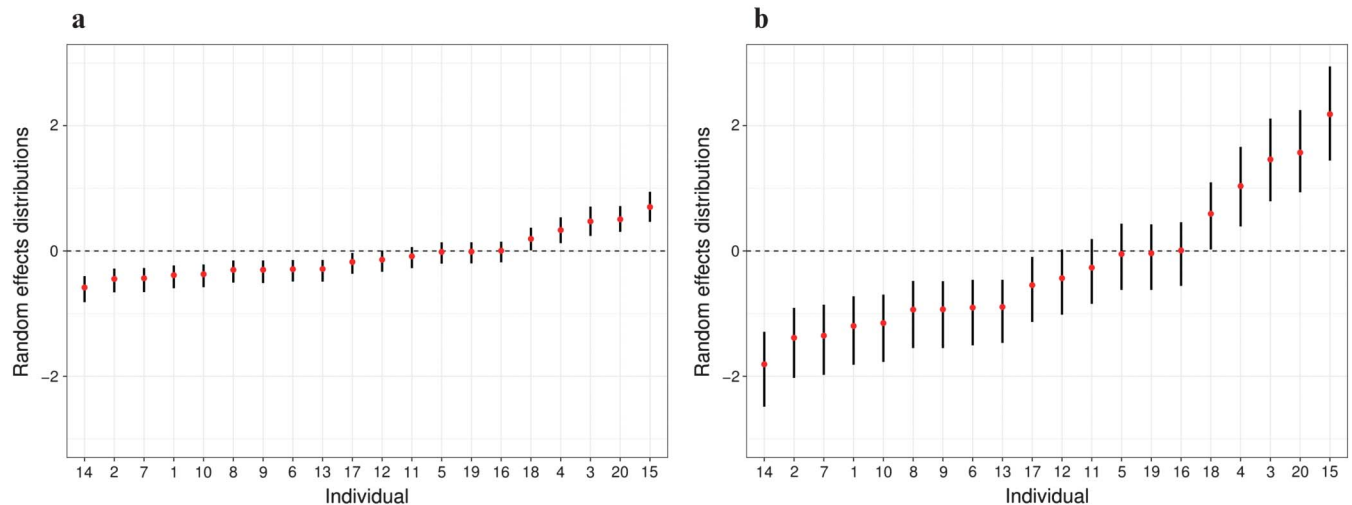 a
Random effects distributions
2
0
−2
14 2 7 1 10 8 9 6 13 17 12 11 5 19 16 18 4 3 20 15
Individual
b
Random effects distributions
2
0
−2
14 2 7 1 10 8 9 6 13 17 12 11 5 19 16 18 4 3 20 15
Individual